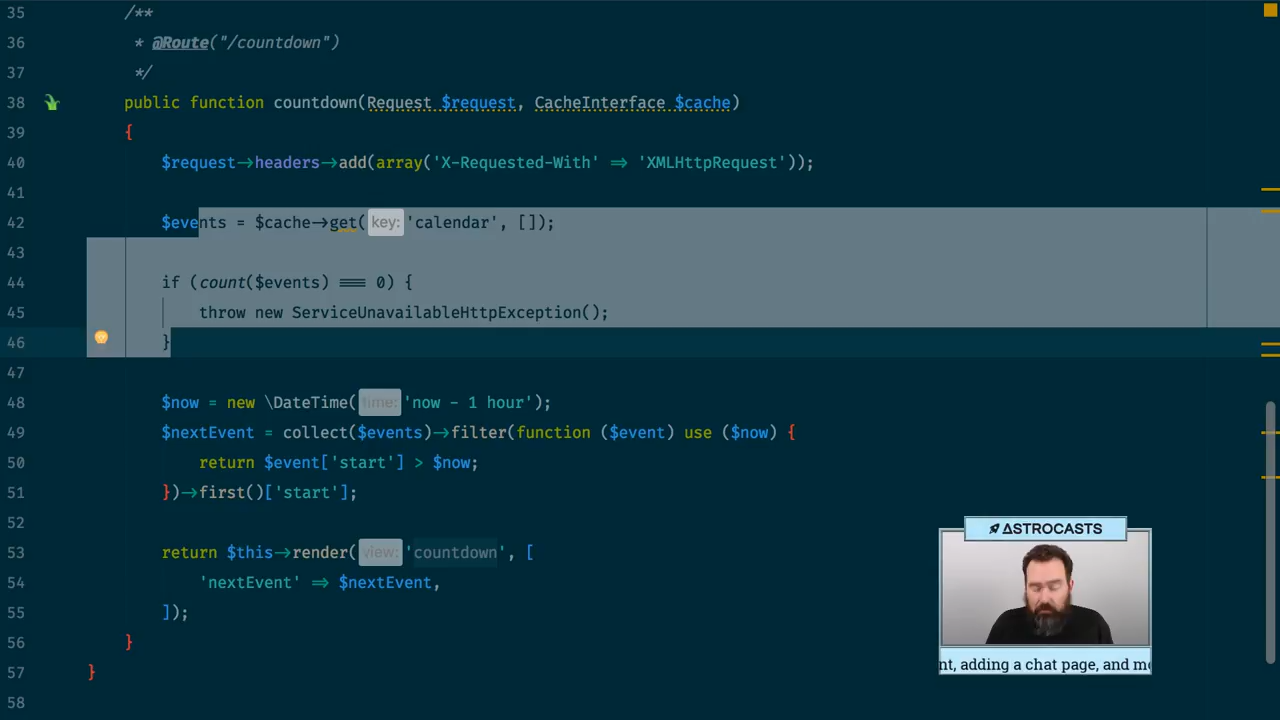 35 /**
36 * @Route("/countdown")
37 */
38 public function countdown(Request $request, CacheInterface $cache)
39 {
40 $request→headers→add(array('X-Requested-With' ⇒ 'XMLHttpRequest'));
41
42 $events = $cache→get( key: 'calendar', []);
43
44 if (count($events) === 0) {
45 throw new ServiceUnavailableHttpException();
46 }
47
48 $now = new \DateTime( time: 'now - 1 hour');
49 $nextEvent = collect($events)→filter(function ($event) use ($now) {
50 return $event['start'] > $now;
51 })→first()['start'];
52
53 return $this→render( view: 'countdown', [
54 'nextEvent' ⇒ $nextEvent,
55 ]);
56 }
57 }
58
ASTROCASTS
nt, adding a chat page, and m